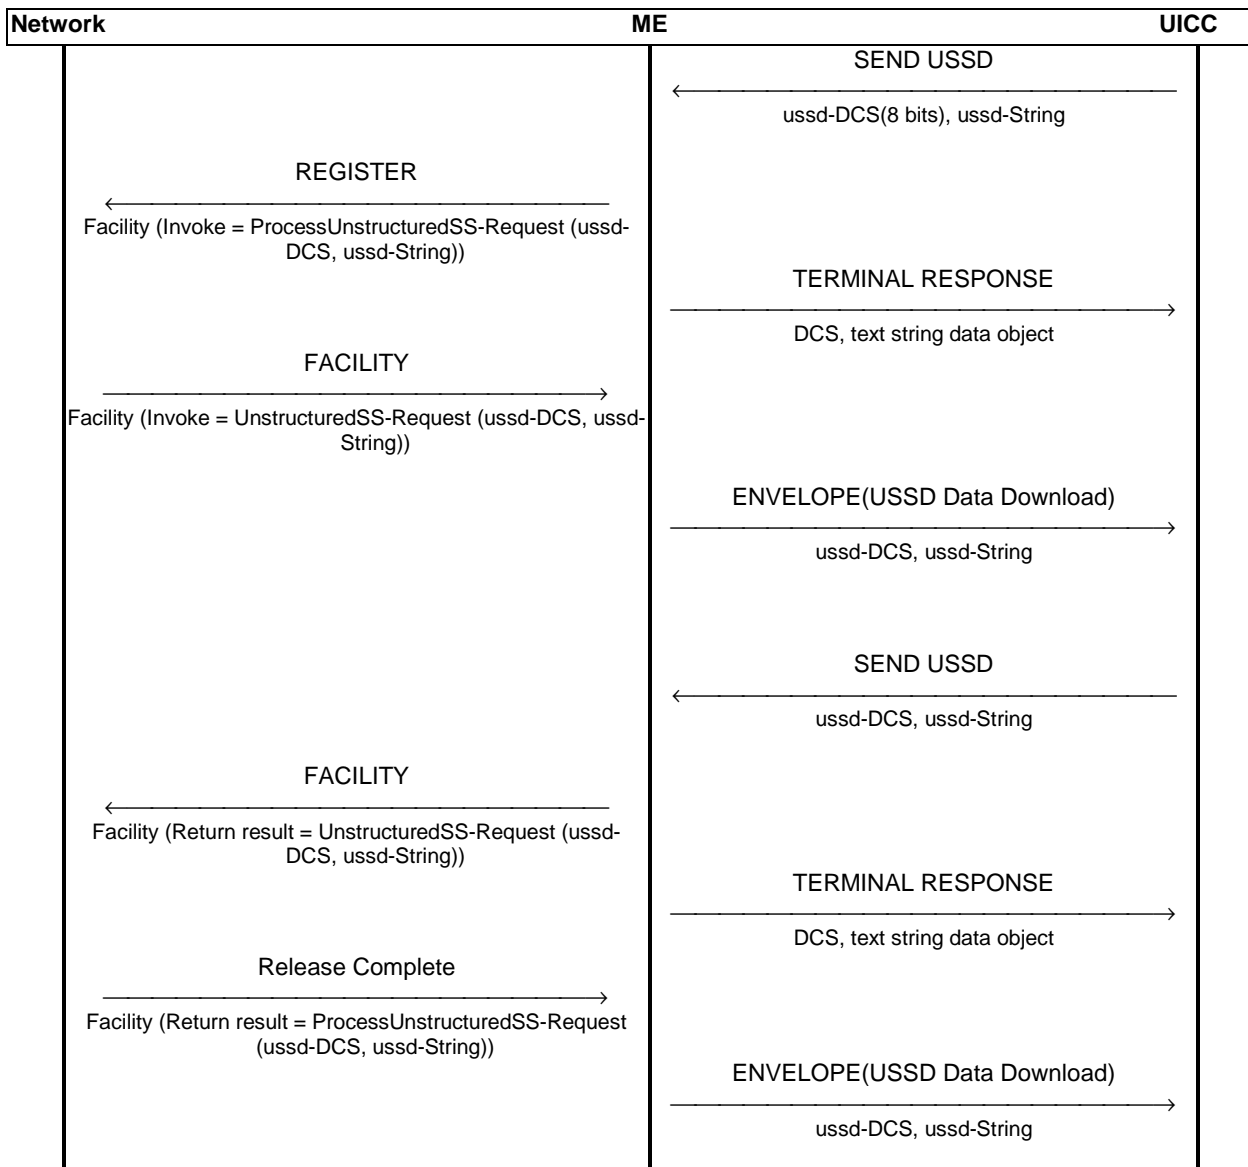 Network ME UICC
SEND USSD
ussd-DCS(8 bits), ussd-String
REGISTER
Facility (Invoke = ProcessUnstructuredSS-Request (ussd-
DCS, ussd-String))
TERMINAL RESPONSE
DCS, text string data object
FACILITY
Facility (Invoke = UnstructuredSS-Request (ussd-DCS, ussd-
String))
ENVELOPE(USSD Data Download)
ussd-DCS, ussd-String
SEND USSD
ussd-DCS, ussd-String
FACILITY
Facility (Return result = UnstructuredSS-Request (ussd-
DCS, ussd-String))
TERMINAL RESPONSE
DCS, text string data object
Release Complete
Facility (Return result = ProcessUnstructuredSS-Request
(ussd-DCS, ussd-String))
ENVELOPE(USSD Data Download)
ussd-DCS, ussd-String